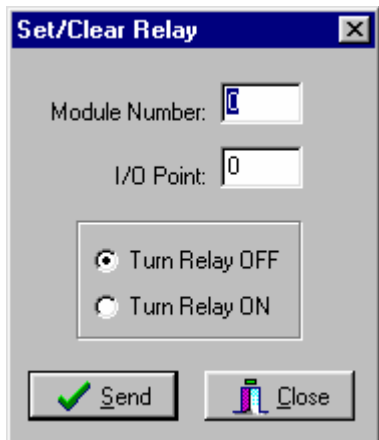 Set/Clear Relay
Module Number: 0
I/O Point: 0
Turn Relay OFF
Turn Relay ON
Send Close